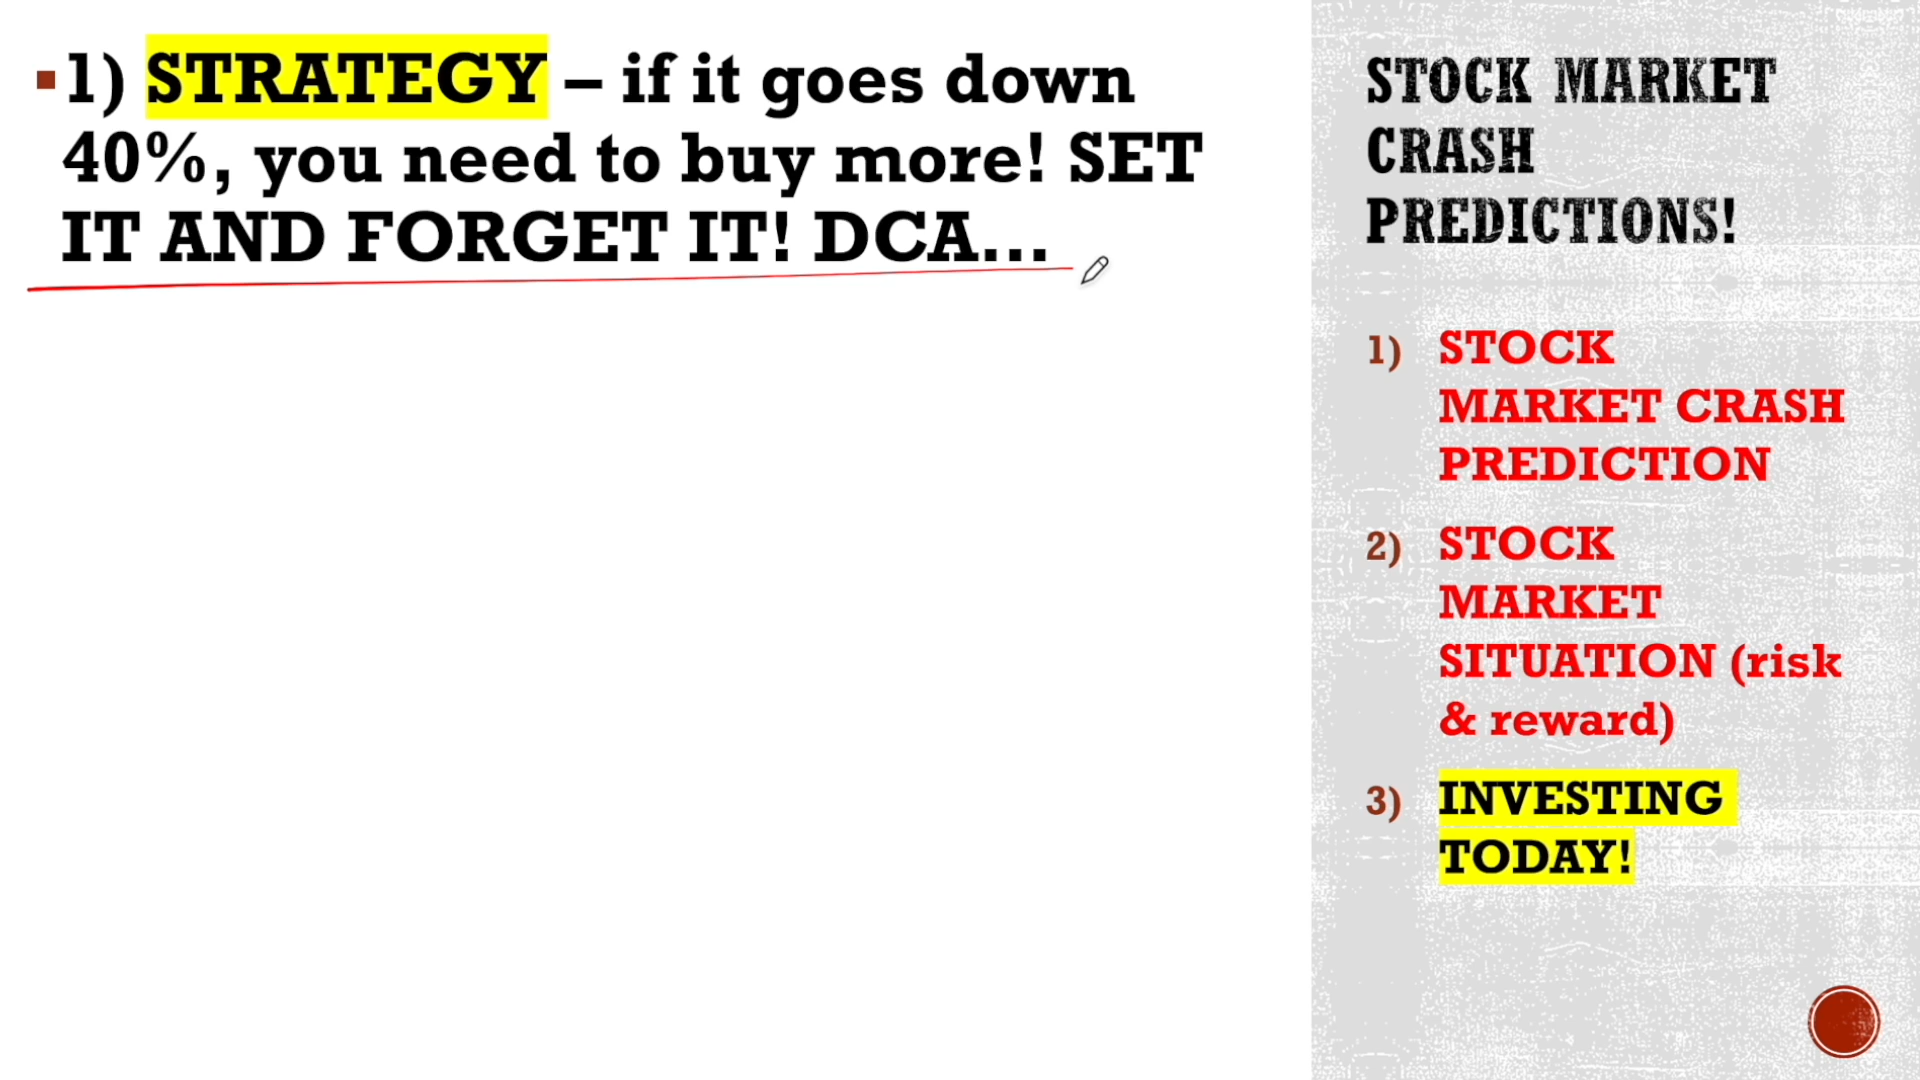 1) STRATEGY – if it goes down
40%, you need to buy more! SET
IT AND FORGET IT! DCA...
STOCK MARKET
CRASH
PREDICTIONS!
1) STOCK
MARKET CRASH
PREDICTION
2) STOCK
MARKET
SITUATION (risk
& reward)
3) INVESTING
TODAY!